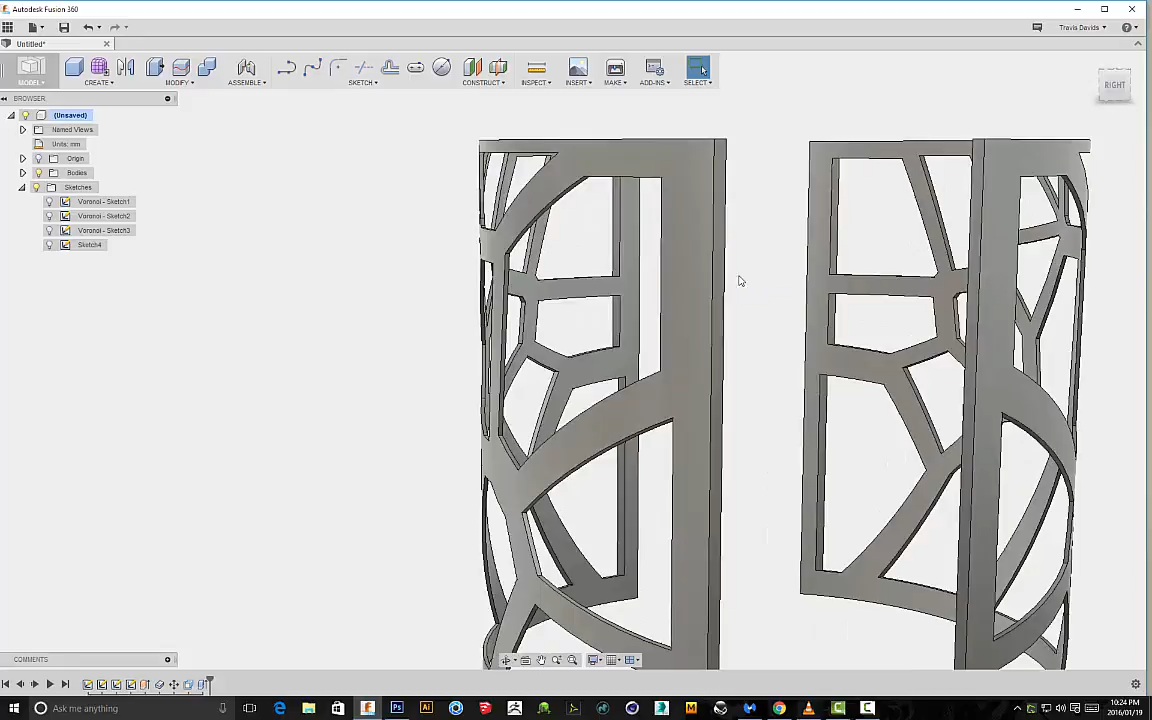 Autodesk Fusion 360
Travis Davids
Untitled*
MODEL
CREATE
MODIFY
ASSEMBLE
SKETCH
CONSTRUCT
INSPECT
INSERT
MAKE
ADD-INS
SELECT
RIGHT
BROWSER
(Unsaved)
Named Views
Units: mm
Origin
Bodies
Sketches
Voronoi - Sketch1
Voronoi - Sketch2
Voronoi - Sketch3
Sketch4
COMMENTS
Ask me anything
10:24 PM
2016/01/19